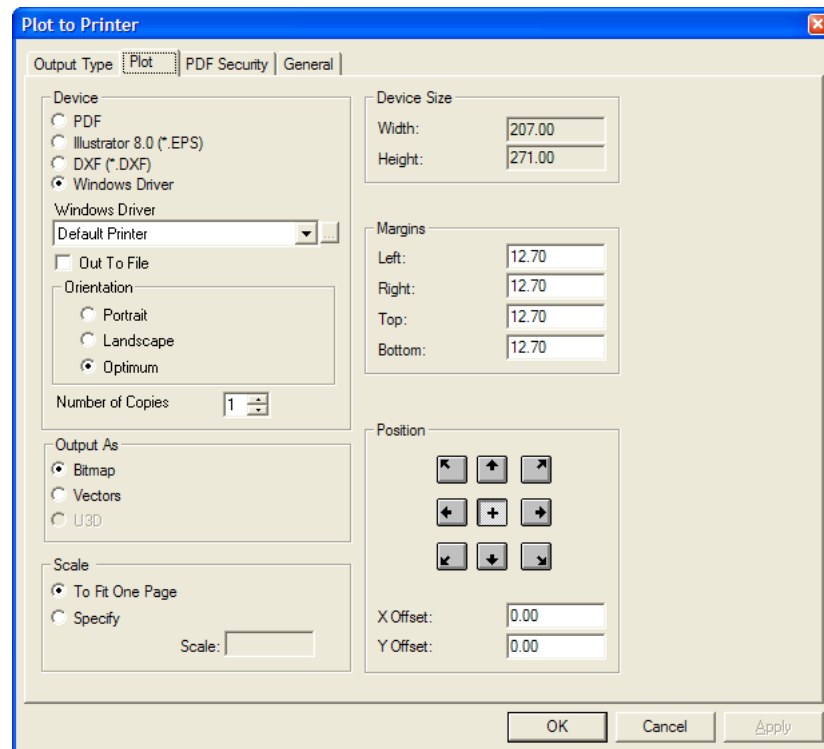 Plot to Printer
Output Type Plot PDF Security General
Device
PDF
Illustrator 8.0 (*.EPS)
DXF (*.DXF)
Windows Driver
Windows Driver
Default Printer
...
Out To File
Orientation
Portrait
Landscape
Optimum
Number of Copies 1
Output As
Bitmap
Vectors
U3D
Scale
To Fit One Page
Specify
Scale:
Device Size
Width: 207.00
Height: 271.00
Margins
Left: 12.70
Right: 12.70
Top: 12.70
Bottom: 12.70
Position
X Offset: 0.00
Y Offset: 0.00
OK Cancel Apply